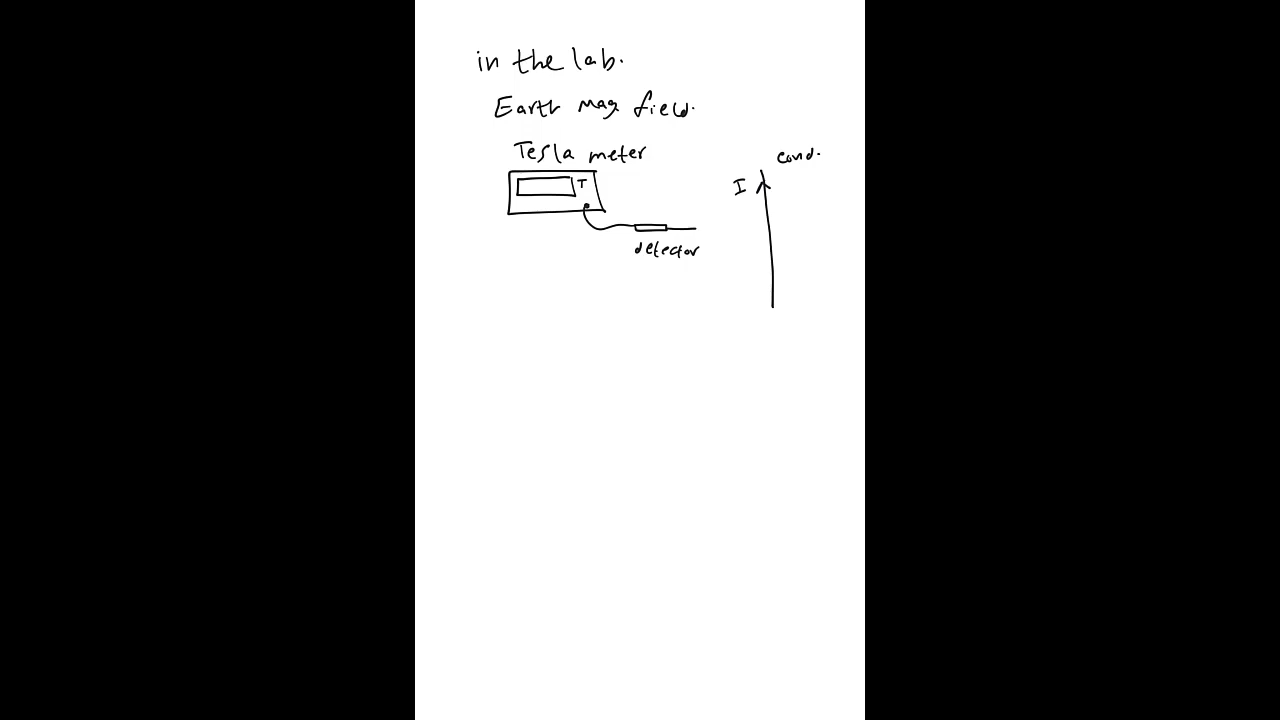 in the lab.
Earth mag field.
Tesla meter
cond.
T
I
detector